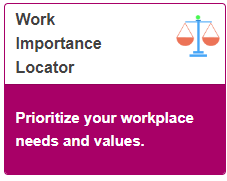 Work
Importance
Locator
Prioritize your workplace
needs and values.